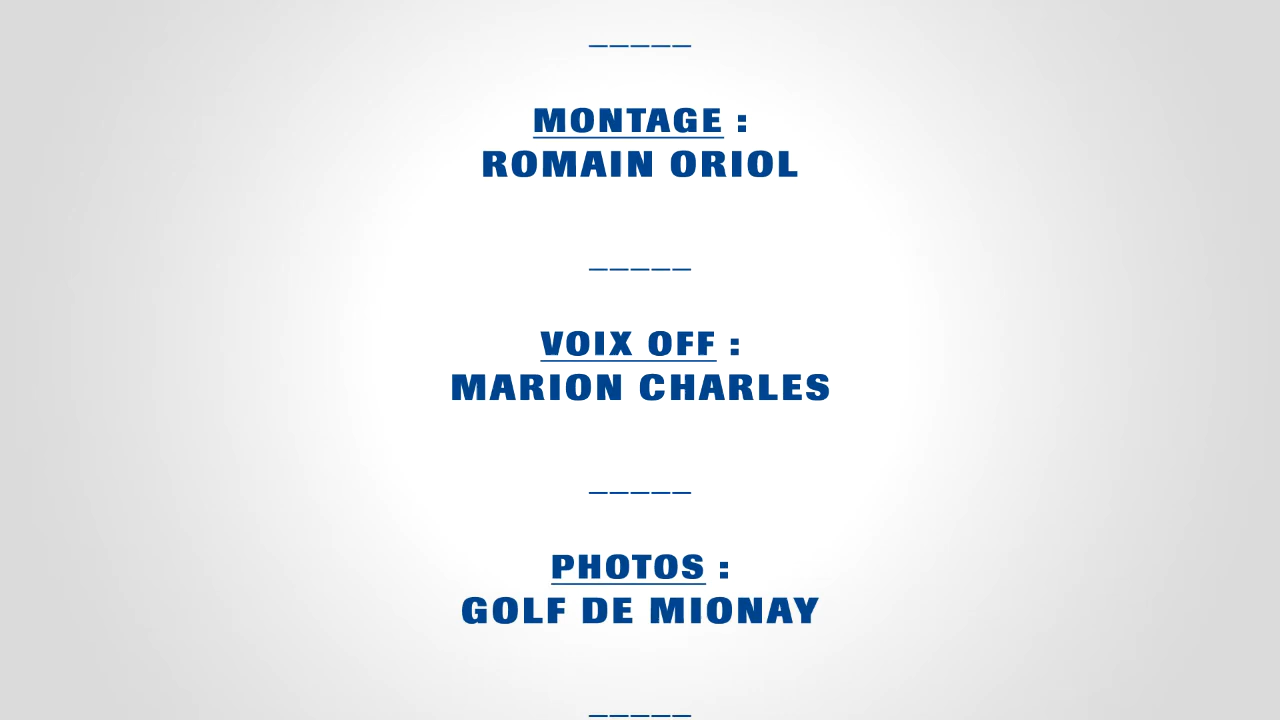 _____
MONTAGE :
ROMAIN ORIOL
_____
VOIX OFF :
MARION CHARLES
_____
PHOTOS :
GOLF DE MIONAY
_____